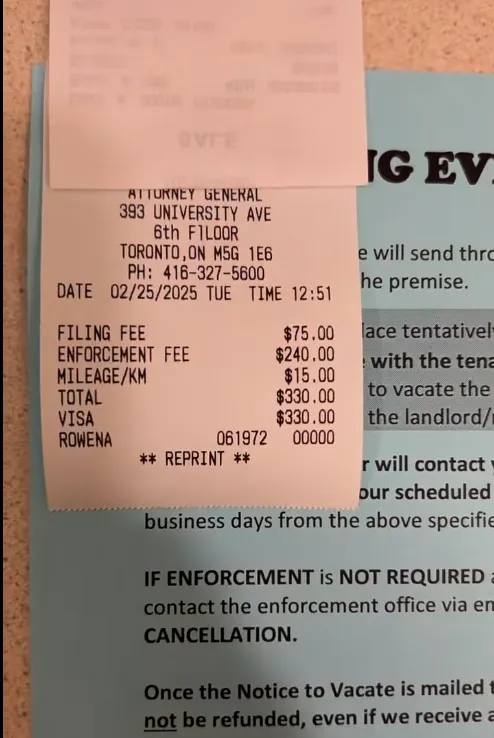 ATTORNEY GENERAL
393 UNIVERSITY AVE
6th F1LOOR
TORONTO,ON M5G 1E6
PH: 416-327-5600
DATE 02/25/2025 TUE TIME 12:51
FILING FEE $75.00
ENFORCEMENT FEE $240.00
MILEAGE/KM $15.00
TOTAL $330.00
VISA $330.00
ROWENA 061972 00000
** REPRINT **
NG EV
e will send thro
he premise.
lace tentatively
with the tena
to vacate the
the landlord/
r will contact
our scheduled
business days from the above specifie
IF ENFORCEMENT is NOT REQUIRED a
contact the enforcement office via em
CANCELLATION.
Once the Notice to Vacate is mailed t
not be refunded, even if we receive a